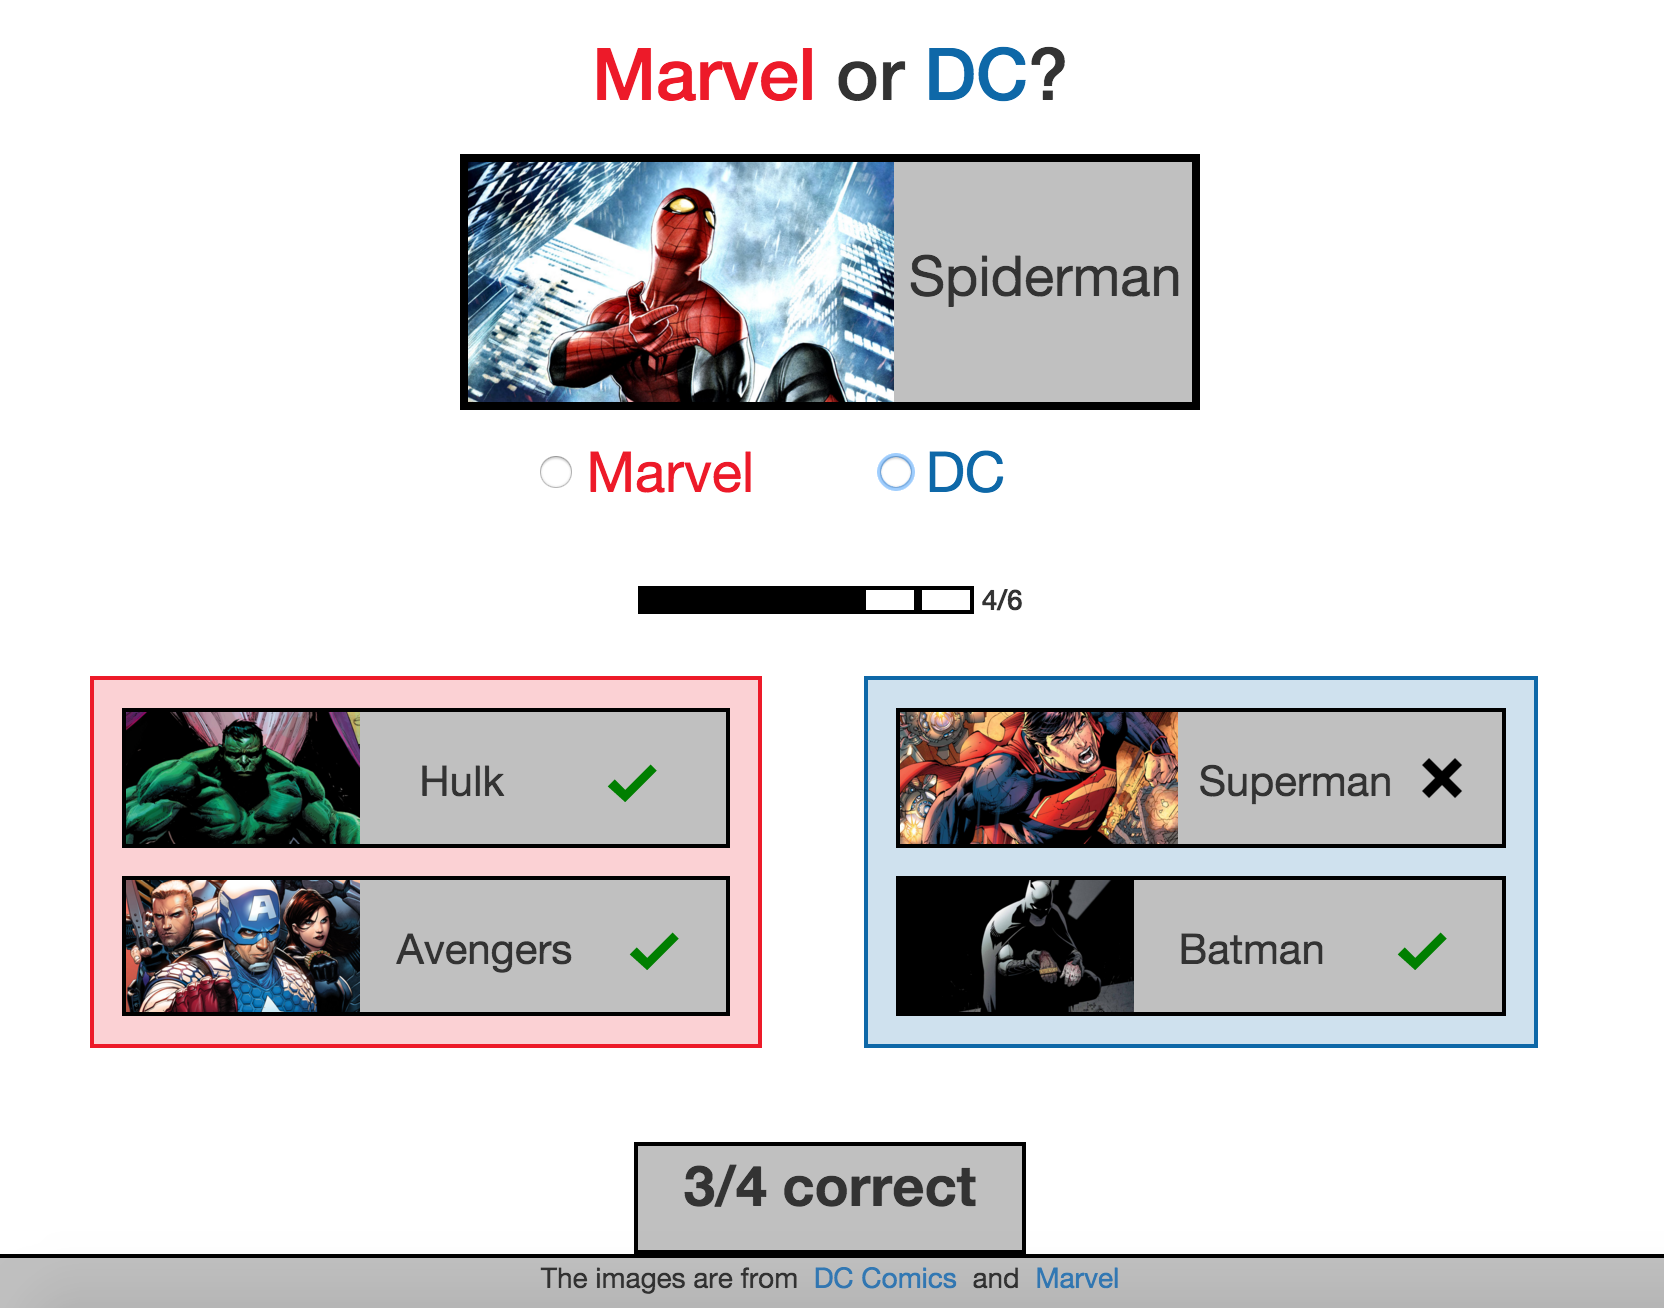 Marvel or DC?
Spiderman
Marvel DC
4/6
Hulk
Superman
Avengers
Batman
3/4 correct
The images are from DC Comics and Marvel